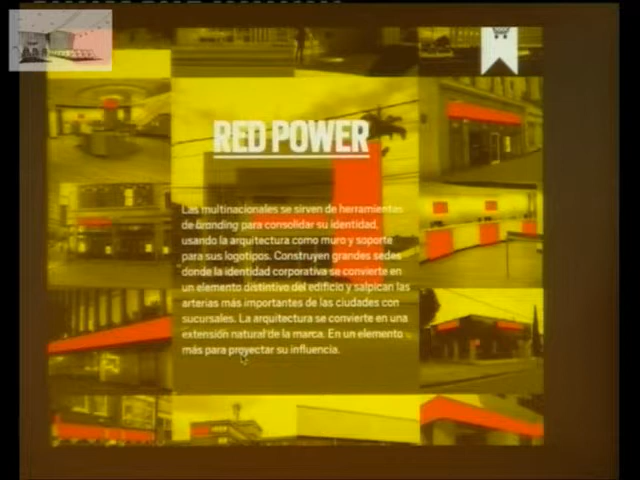 RED POWER
Las multinacionales se sirven de herramientas
de branding para consolidar su identidad,
usando la arquitectura como muro y soporte
para sus logotipos. Construyen grandes sedes
donde la identidad corporativa se convierte en
un elemento distintivo del edificio y salpican las
arterias más importantes de las ciudades con
sucursales. La arquitectura se convierte en una
extensión natural de la marca. En un elemento
más para proyectar su influencia.